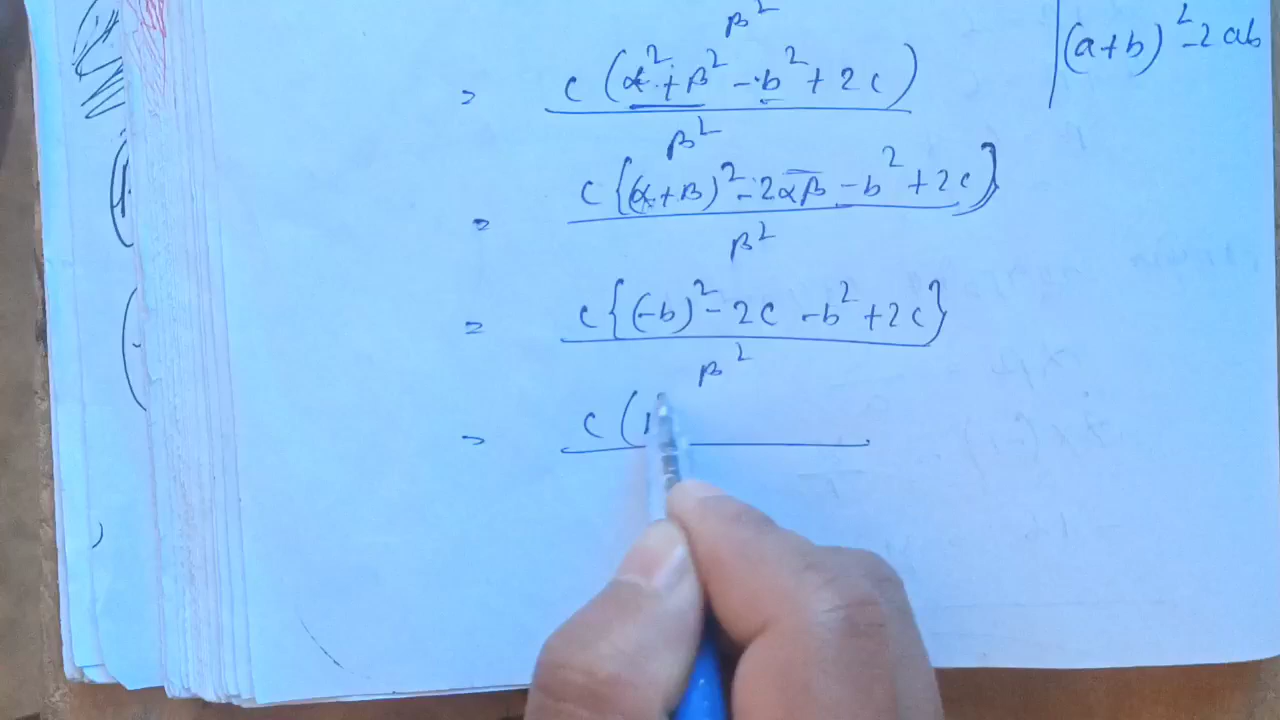 β²
(a+b)² - 2ab
= c (α² + β² - b² + 2c)
β²
= c {(α+β)² - 2αβ - b² + 2c}
β²
= c {(-b)² - 2c - b² + 2c}
β²
= c (